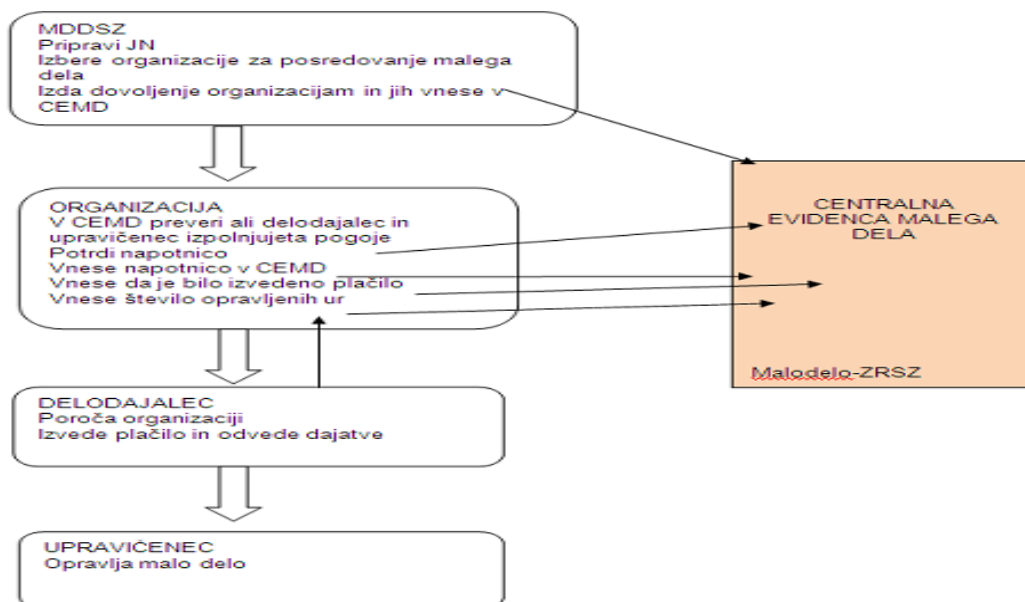 MDDSZ
Pripravi JN
Izbere organizacije za posredovanje malega
dela
Izda dovoljenje organizacijam in jih vnese v
CEMD
ORGANIZACIJA
V CEMD preveri ali delodajalec in
upravičenec izpolnjujeta pogoje
Potrdi napotnico
Vnese napotnico v CEMD
Vnese da je bilo izvedeno plačilo
Vnese število opravljenih ur
CENTRALNA
EVIDENCA MALEGA
DELA
Malodelo-ZRSZ
DELODAJALEC
Poroča organizaciji
Izvede plačilo in odvede dajatve
UPRAVIČENEC
Opravlja malo delo